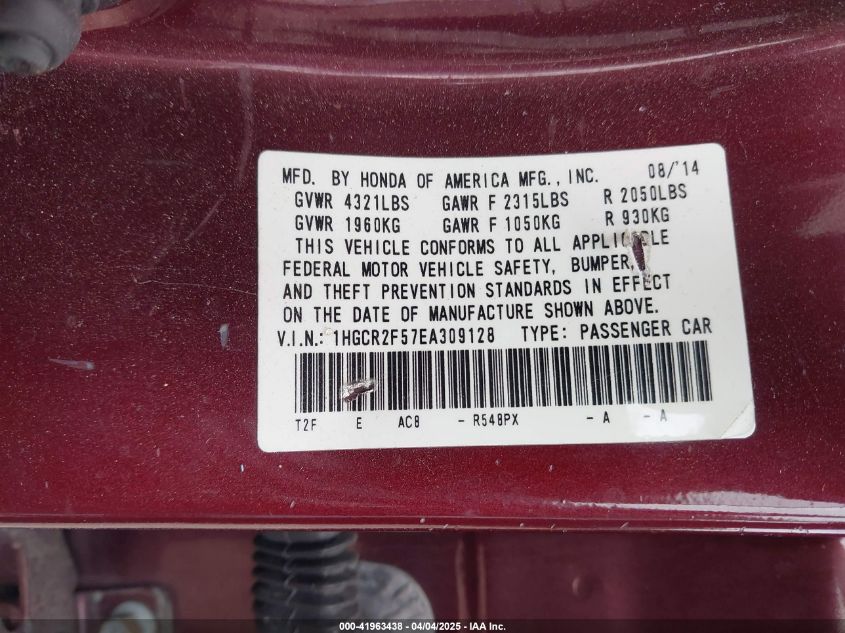 MFD. BY HONDA OF AMERICA MFG., INC. 08/'14
GVWR 4321LBS GAWR F 2315LBS R 2050LBS
GVWR 1960KG GAWR F 1050KG R 930KG
THIS VEHICLE CONFORMS TO ALL APPLICABLE
FEDERAL MOTOR VEHICLE SAFETY, BUMPER,
AND THEFT PREVENTION STANDARDS IN EFFECT
ON THE DATE OF MANUFACTURE SHOWN ABOVE.
V.I.N.: 1HGCR2F57EA309128 TYPE: PASSENGER CAR
T2F E AC8 - R548PX - A - A
000-41963438 - 04/04/2025 - IAA Inc.